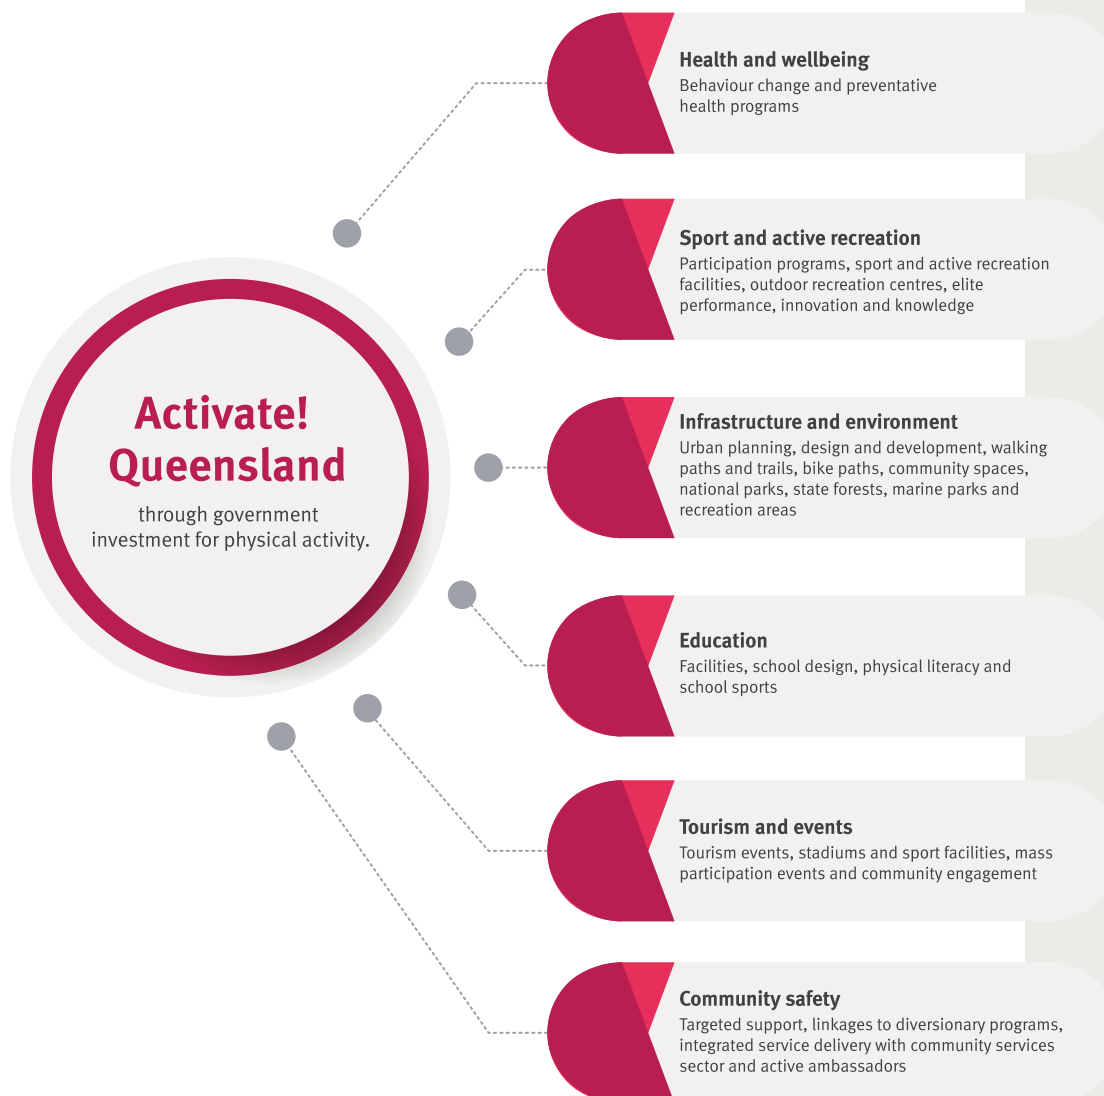 Activate!
Queensland
through government
investment for physical activity.
Health and wellbeing
Behaviour change and preventative
health programs
Sport and active recreation
Participation programs, sport and active recreation
facilities, outdoor recreation centres, elite
performance, innovation and knowledge
Infrastructure and environment
Urban planning, design and development, walking
paths and trails, bike paths, community spaces,
national parks, state forests, marine parks and
recreation areas
Education
Facilities, school design, physical literacy and
school sports
Tourism and events
Tourism events, stadiums and sport facilities, mass
participation events and community engagement
Community safety
Targeted support, linkages to diversionary programs,
integrated service delivery with community services
sector and active ambassadors